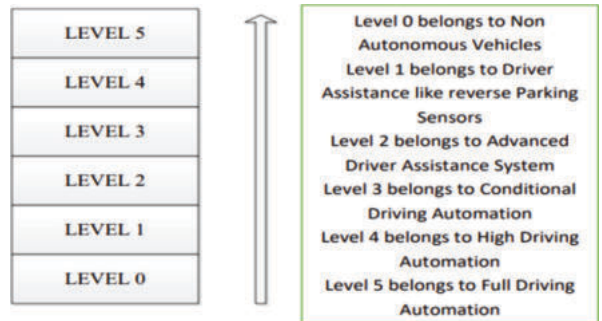 LEVEL 5
LEVEL 4
LEVEL 3
LEVEL 2
LEVEL 1
LEVEL 0
Level 0 belongs to Non
Autonomous Vehicles
Level 1 belongs to Driver
Assistance like reverse Parking
Sensors
Level 2 belongs to Advanced
Driver Assistance System
Level 3 belongs to Conditional
Driving Automation
Level 4 belongs to High Driving
Automation
Level 5 belongs to Full Driving
Automation